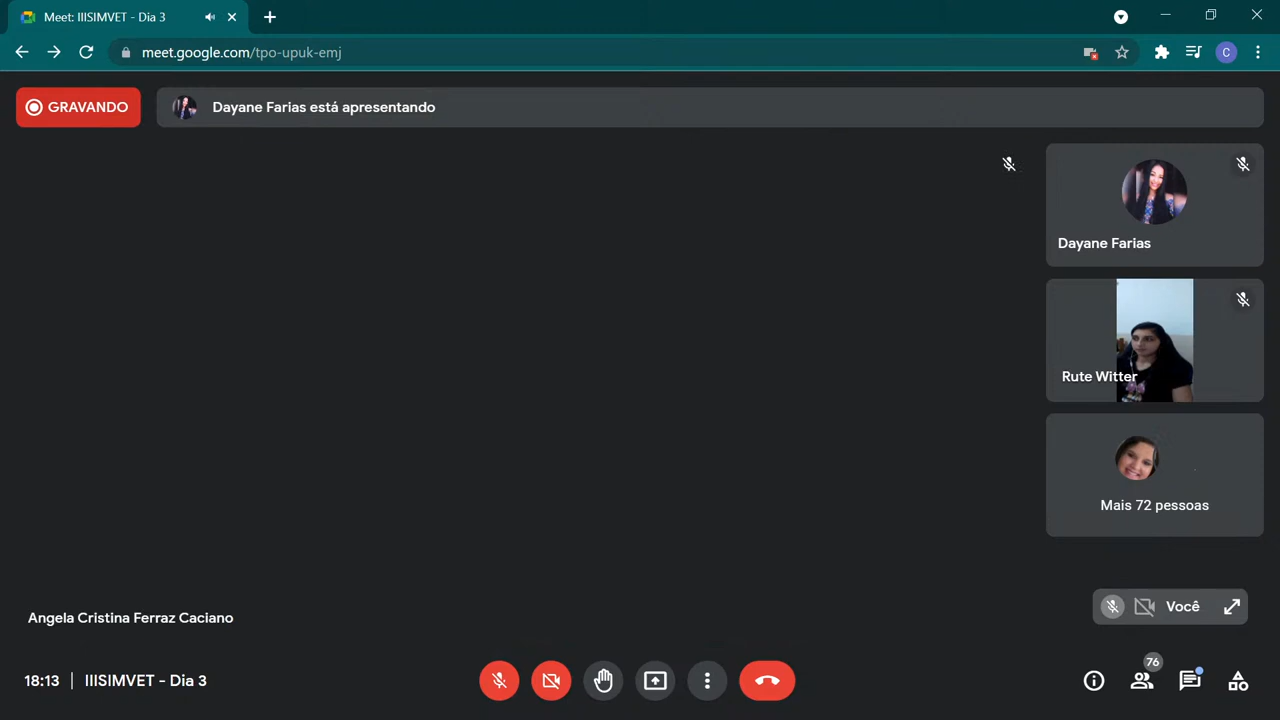 Meet: IIISIMVET - Dia 3
meet.google.com/tpo-upuk-emj
C
GRAVANDO
Dayane Farias está apresentando
Dayane Farias
Rute Witter
Mais 72 pessoas
Você
Angela Cristina Ferraz Caciano
76
18:13 | IIISIMVET - Dia 3